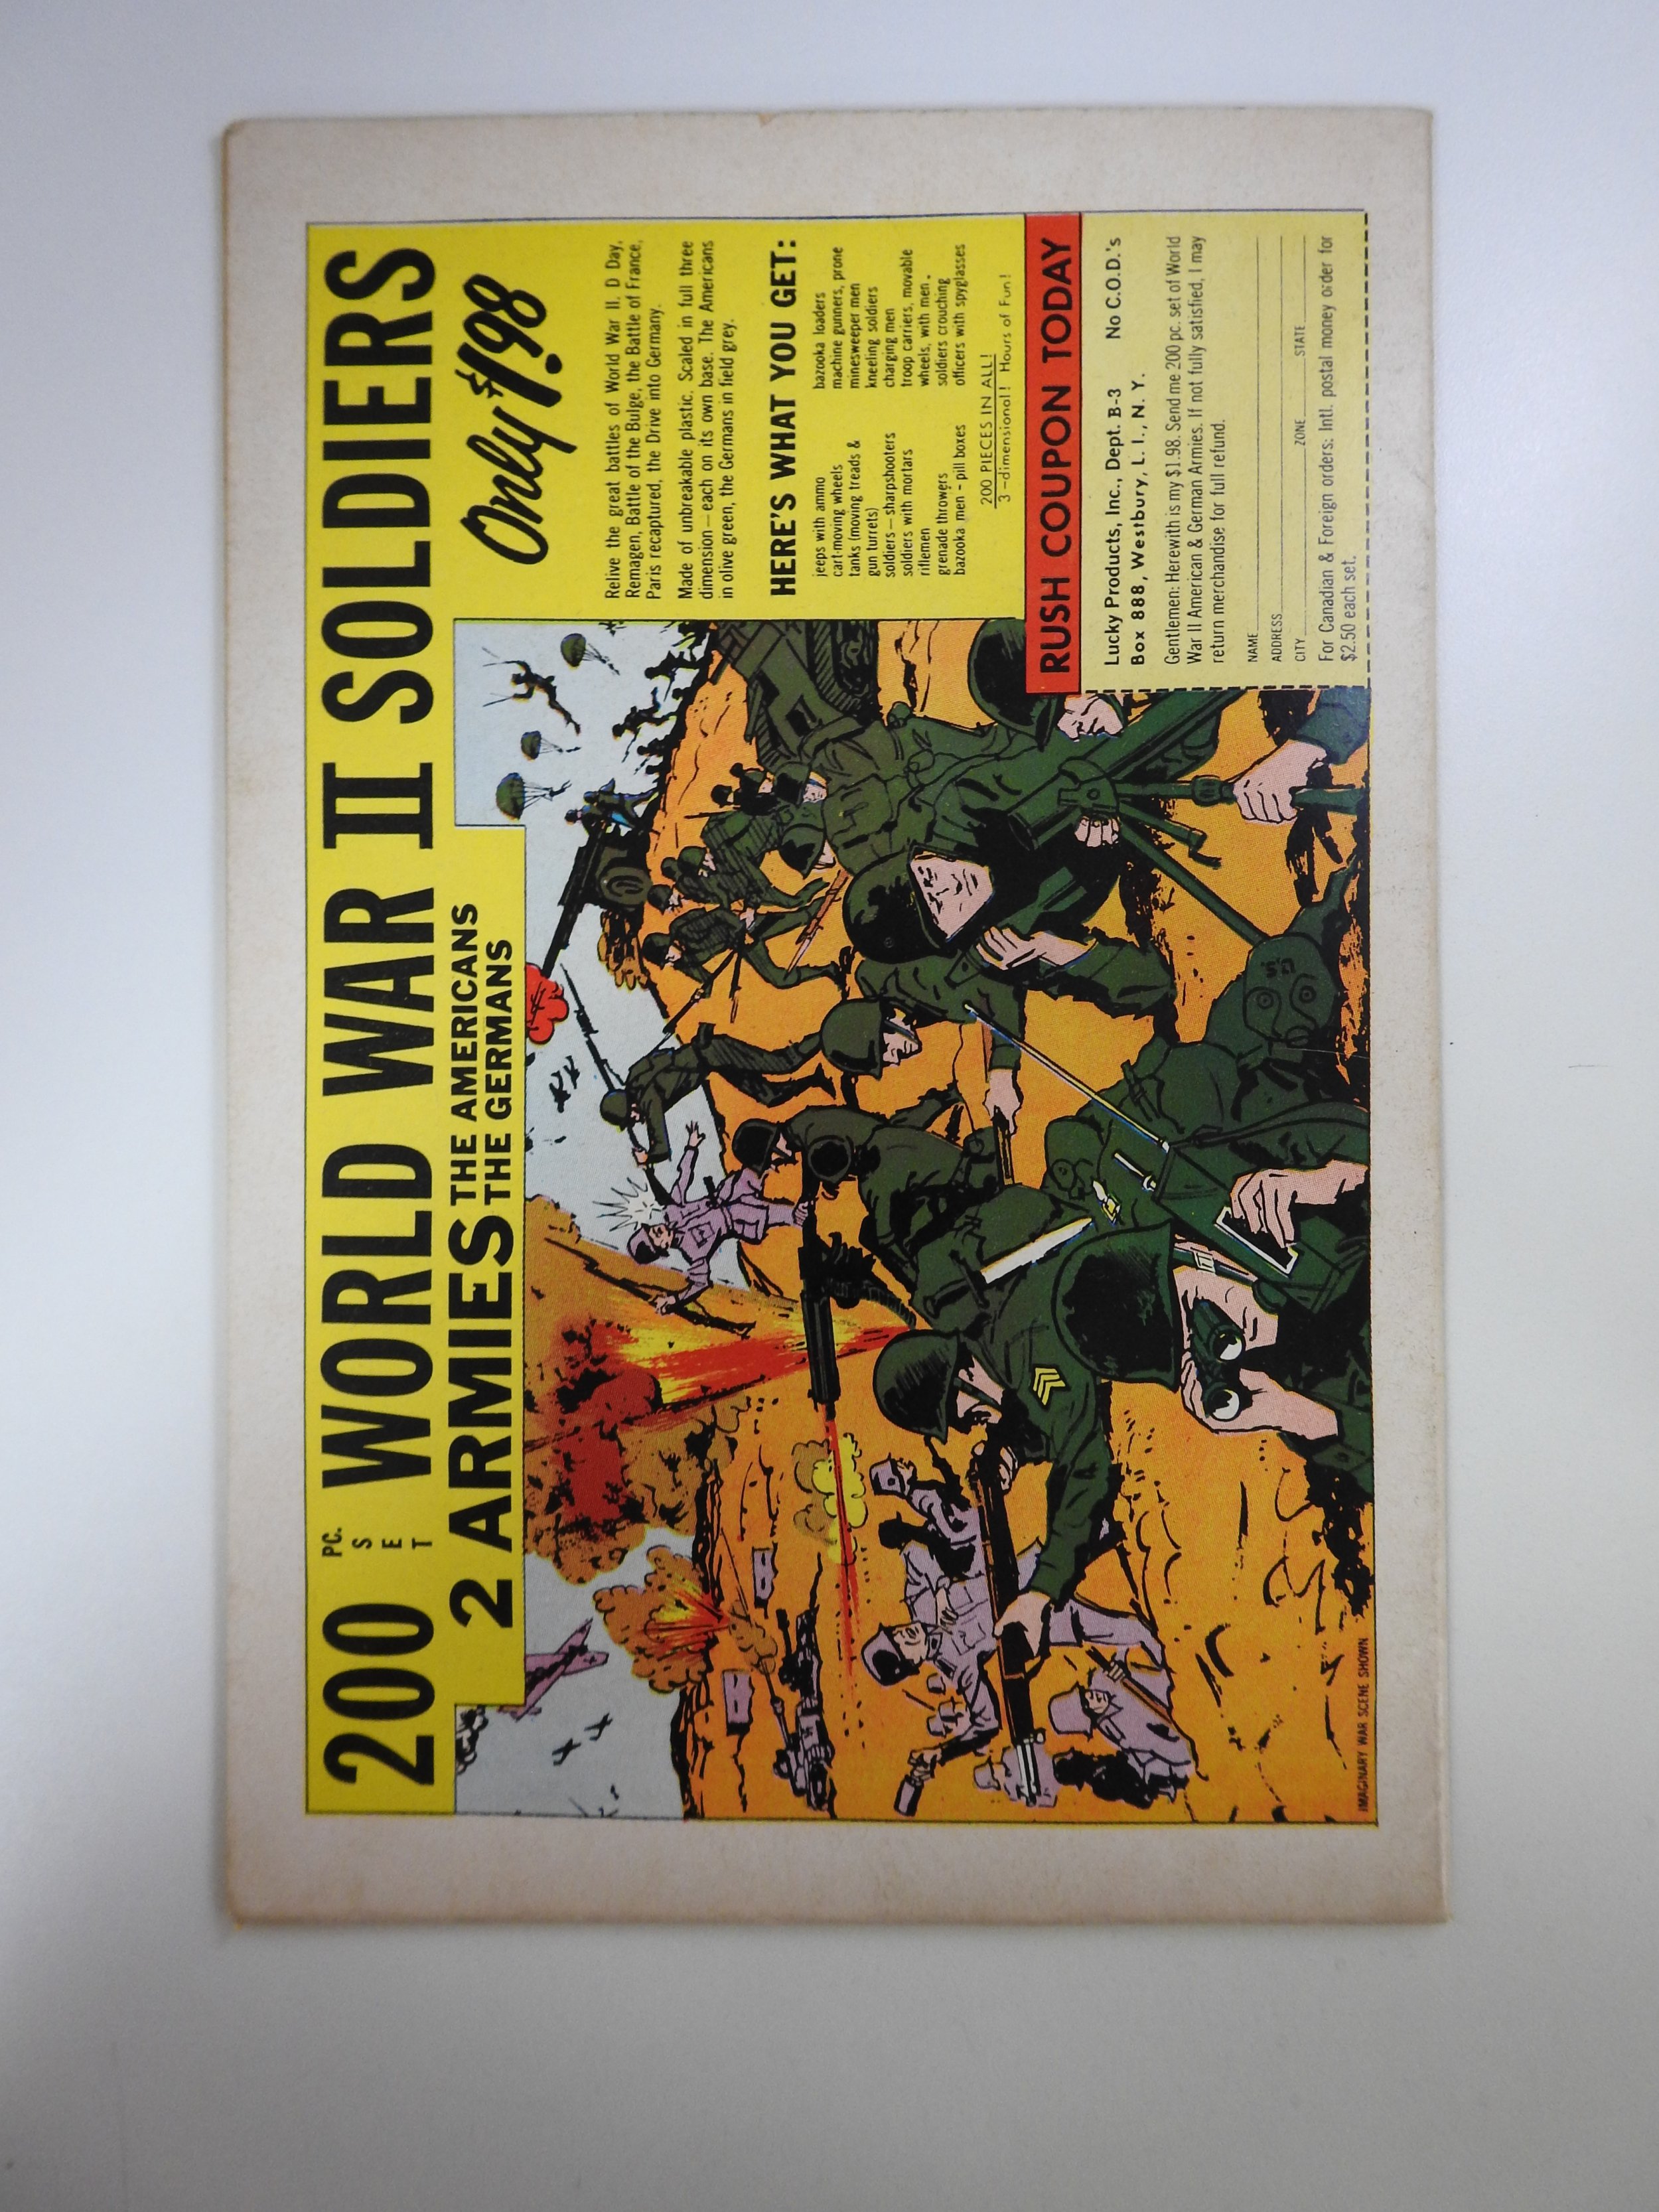 200 PC. SET WORLD WAR II SOLDIERS
2 ARMIES THE AMERICANS
THE GERMANS
Only $1.98
Relive the great battles of World War II. D Day,
Remagen, Battle of the Bulge, the Battle of France,
Paris recaptured, the Drive into Germany.
Made of unbreakable plastic. Scaled in full three
dimension — each on its own base. The Americans
in olive green, the Germans in field grey.
HERE'S WHAT YOU GET:
jeeps with ammo
cart-moving wheels
tanks (moving treads &
gun turrets)
soldiers — sharpshooters
soldiers with mortars
riflemen
grenade throwers
bazooka men - pill boxes
bazooka loaders
machine gunners, prone
minesweeper men
kneeling soldiers
charging men
troop carriers, movable
wheels, with men.
soldiers crouching
officers with spyglasses
200 PIECES IN ALL!
3-dimensional! Hours of Fun!
RUSH COUPON TODAY
Lucky Products, Inc., Dept. B-3 No C.O.D.'s
Box 888, Westbury, L. I., N. Y.
Gentlemen: Herewith is my $1.98. Send me 200 pc. set of World
War II American & German Armies. If not fully satisfied, I may
return merchandise for full refund.
NAME
ADDRESS
CITY ZONE STATE
For Canadian & Foreign orders: Intl. postal money order for
$2.50 each set.
U.S.
IMAGINARY WAR SCENE SHOWN